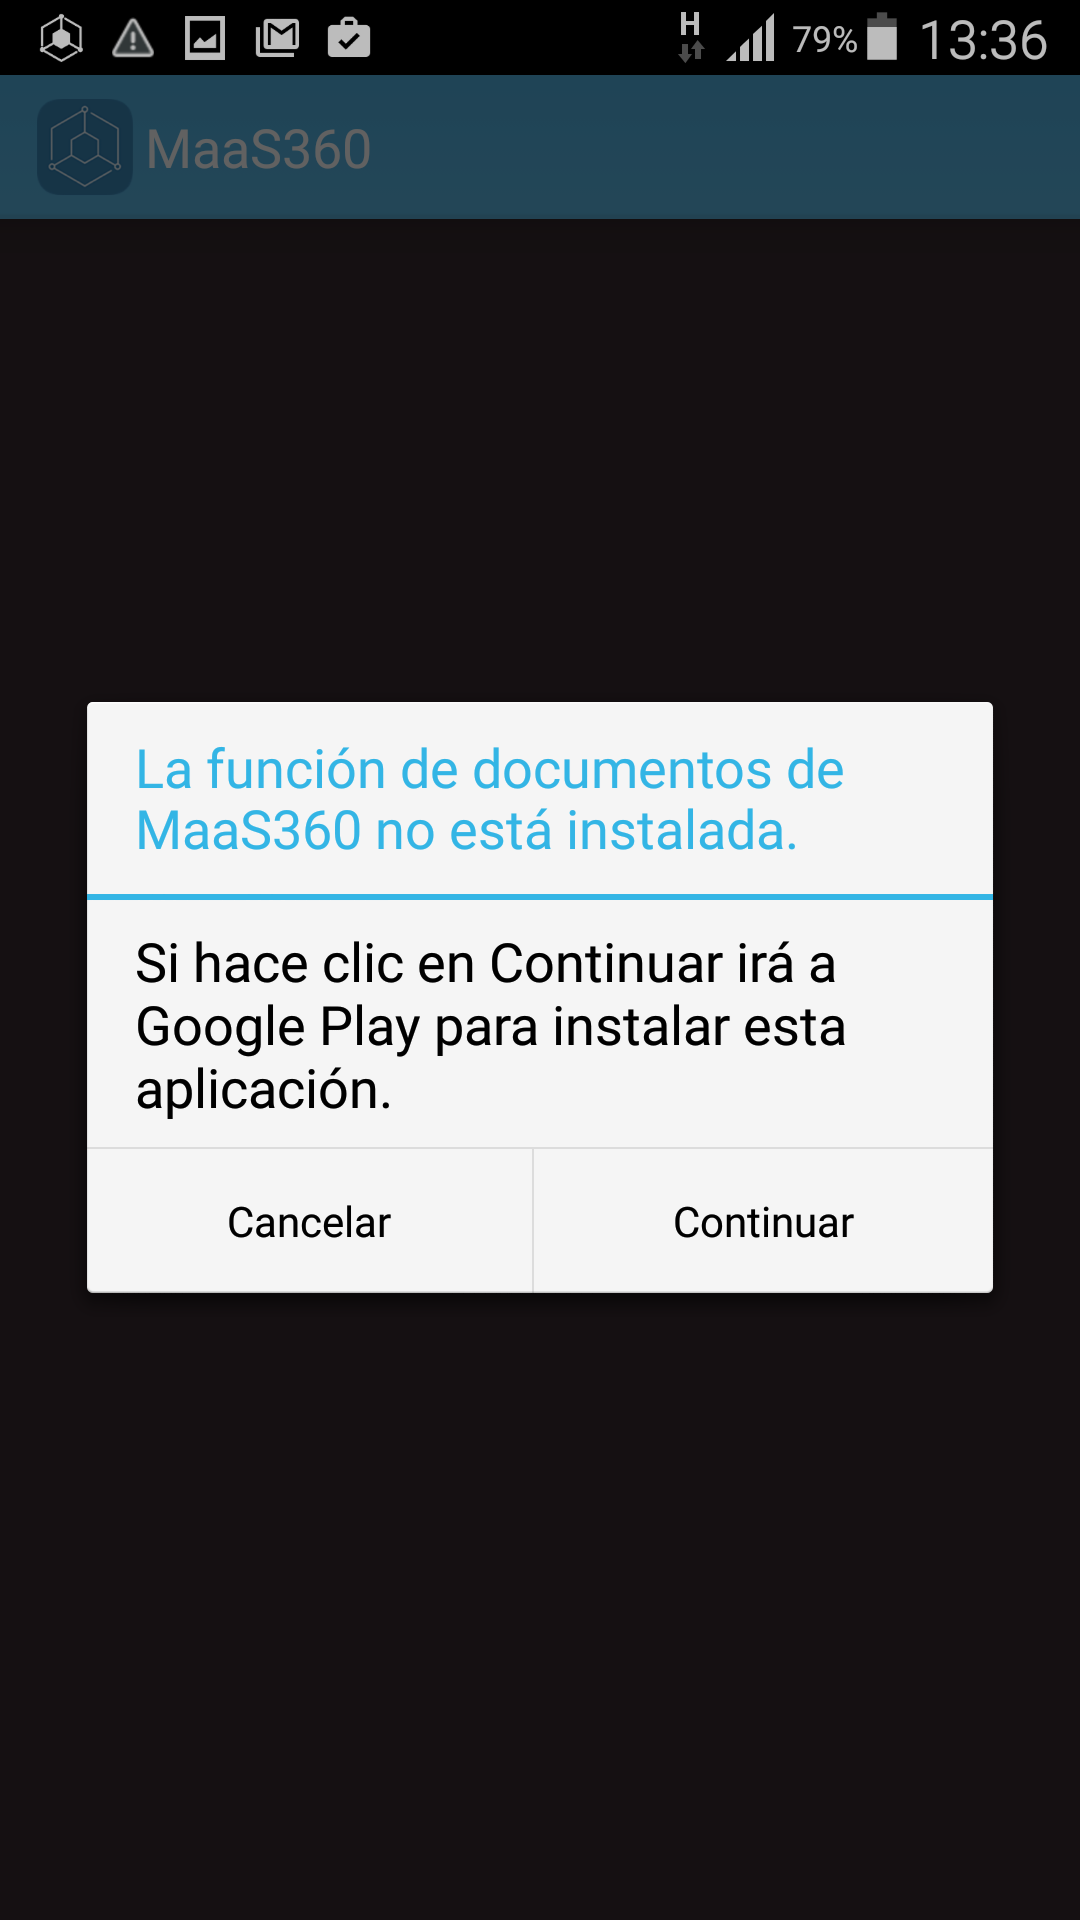 H
79%
13:36
MaaS360
La función de documentos de
MaaS360 no está instalada.
Si hace clic en Continuar irá a
Google Play para instalar esta
aplicación.
Cancelar
Continuar